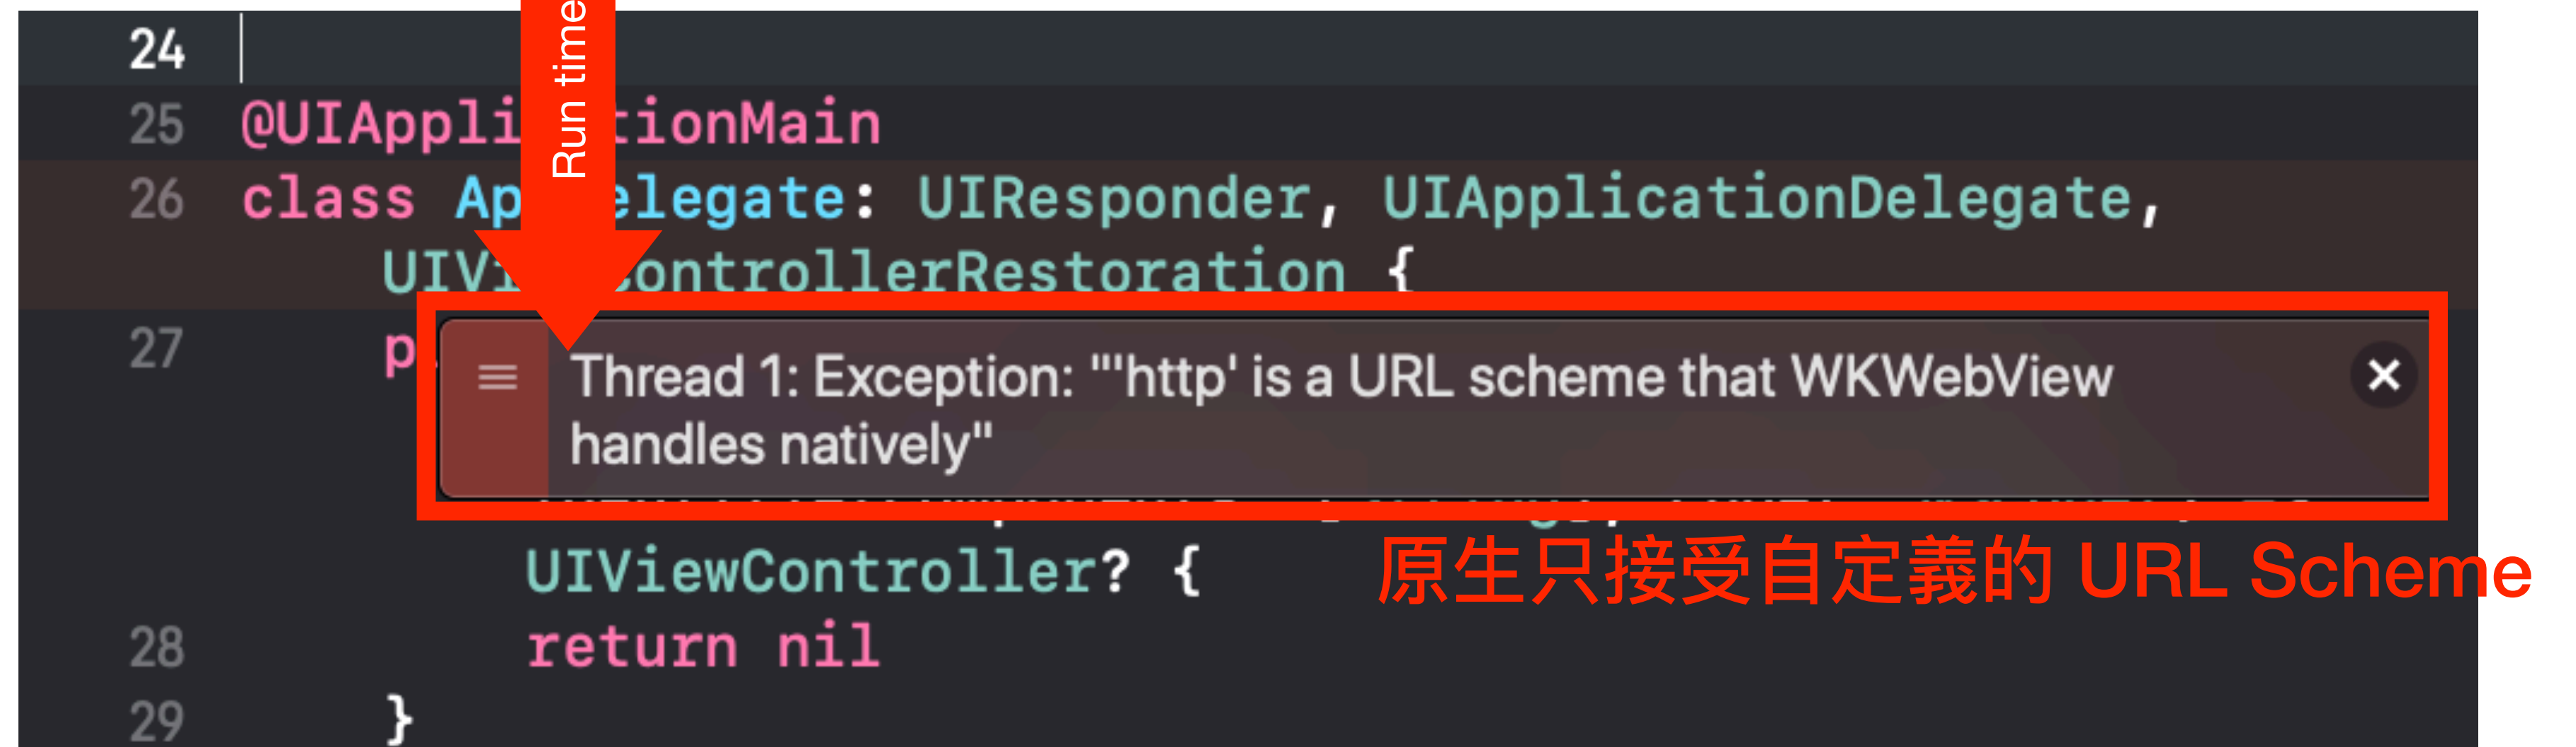 Run time
24
25 @UIAppli tionMain
26 class Ap elegate: UIResponder, UIApplicationDelegate,
UIVi ontrollerRestoration {
27 p
Thread 1: Exception: "'http' is a URL scheme that WKWebView
handles natively"
UIViewController? {
原生只接受自定義的 URL Scheme
28 return nil
29 }